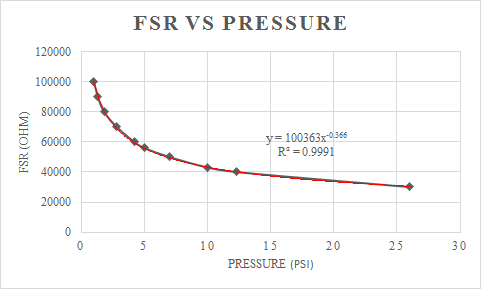 FSR VS PRESSURE
120000
100000
80000
60000
40000
20000
0
FSR (OHM)
y = 100363x^-0.366
R² = 0.9991
0 5 10 15 20 25 30
PRESSURE (PSI)